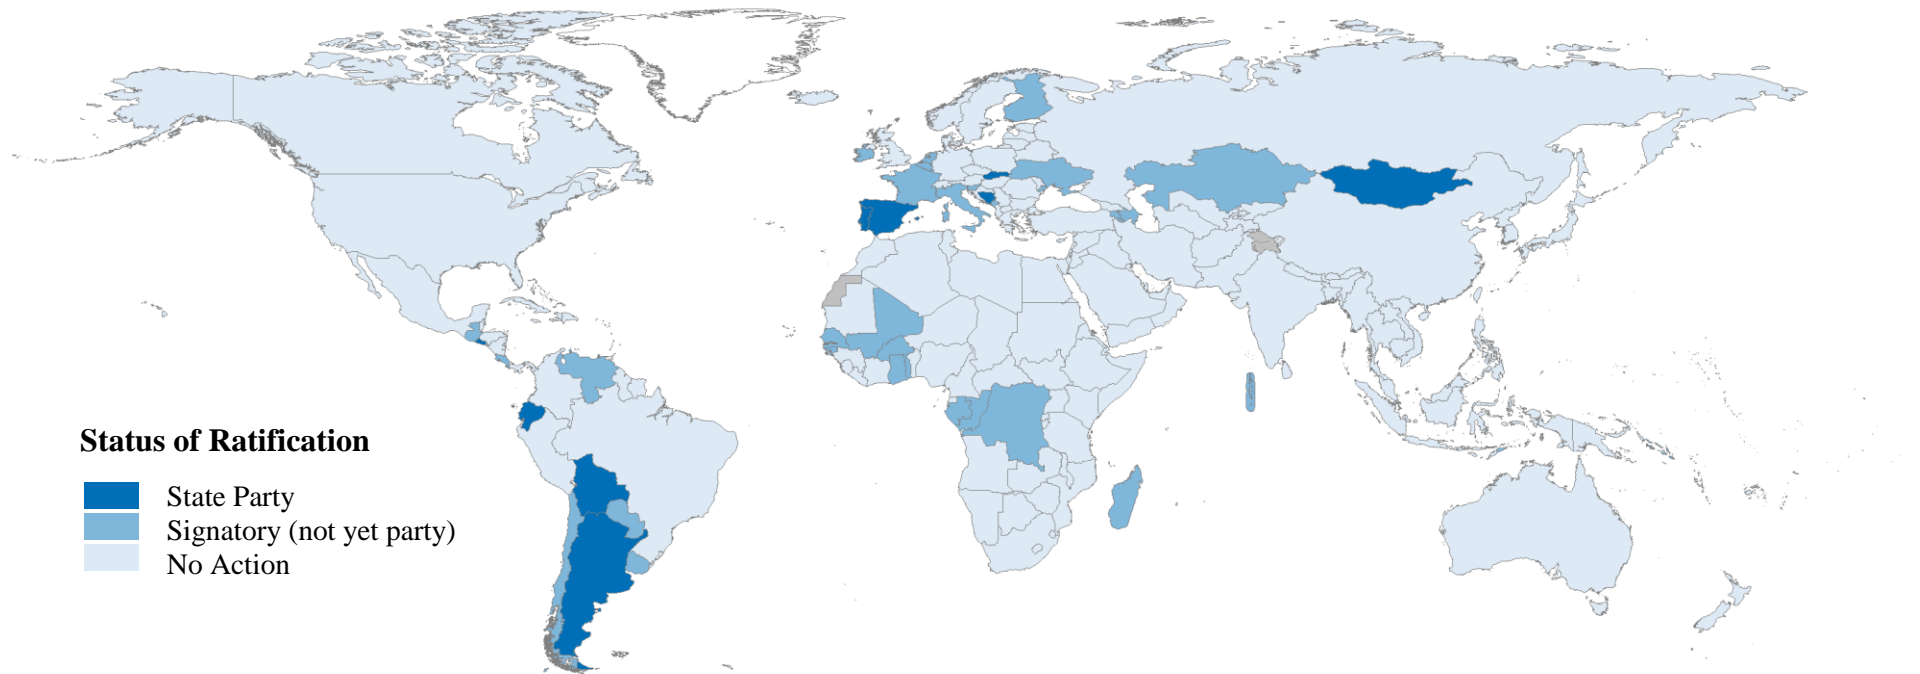 Status of Ratification
State Party
Signatory (not yet party)
No Action